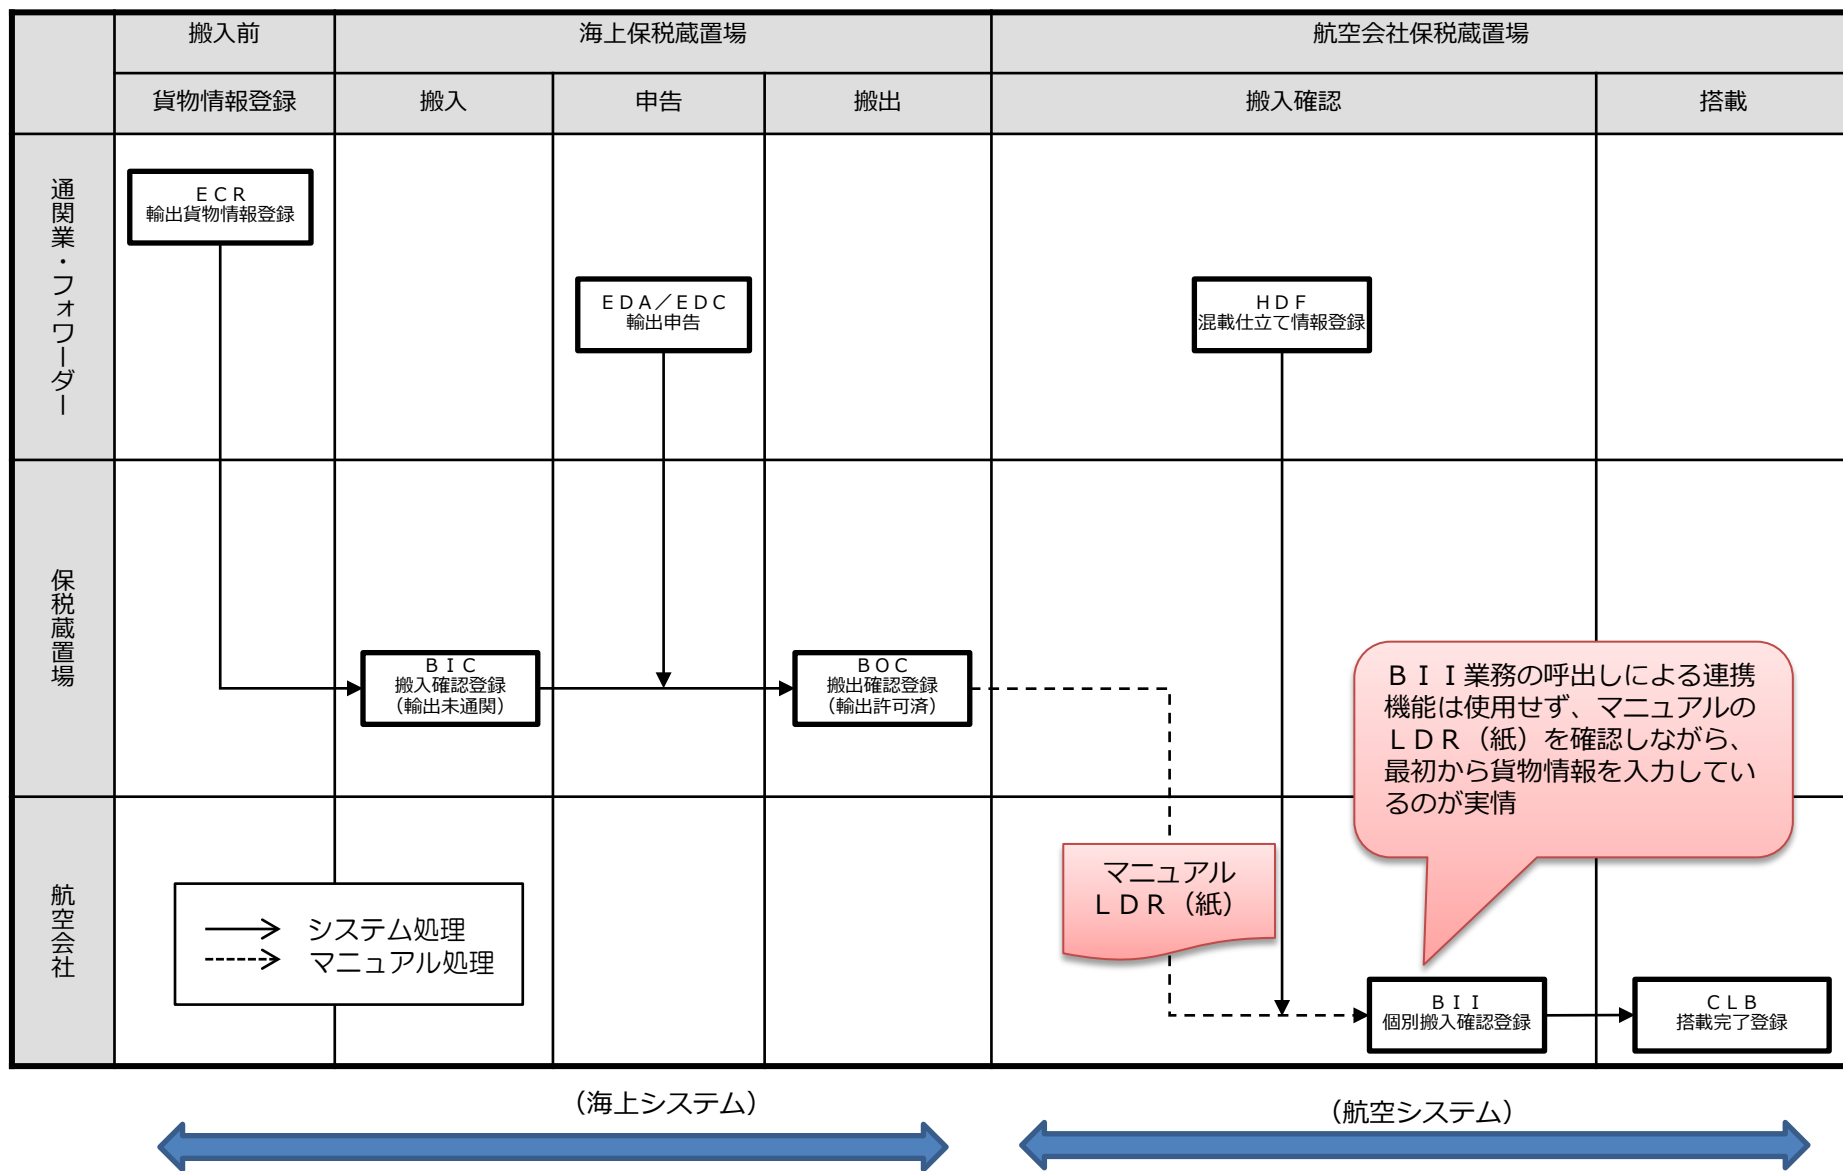 搬入前
海上保税蔵置場
航空会社保税蔵置場
貨物情報登録
搬入
申告
搬出
搬入確認
搭載
通関業・フォワーダー
ＥＣＲ
輸出貨物情報登録
ＥＤＡ／ＥＤＣ
輸出申告
ＨＤＦ
混載仕立て情報登録
保税蔵置場
ＢＩＣ
搬入確認登録
（輸出未通関）
ＢＯＣ
搬出確認登録
（輸出許可済）
ＢＩＩ業務の呼出しによる連携
機能は使用せず、マニュアルの
ＬＤＲ（紙）を確認しながら、
最初から貨物情報を入力してい
るのが実情
航空会社
システム処理
マニュアル処理
マニュアル
ＬＤＲ（紙）
ＢＩＩ
個別搬入確認登録
ＣＬＢ
搭載完了登録
（海上システム）
（航空システム）